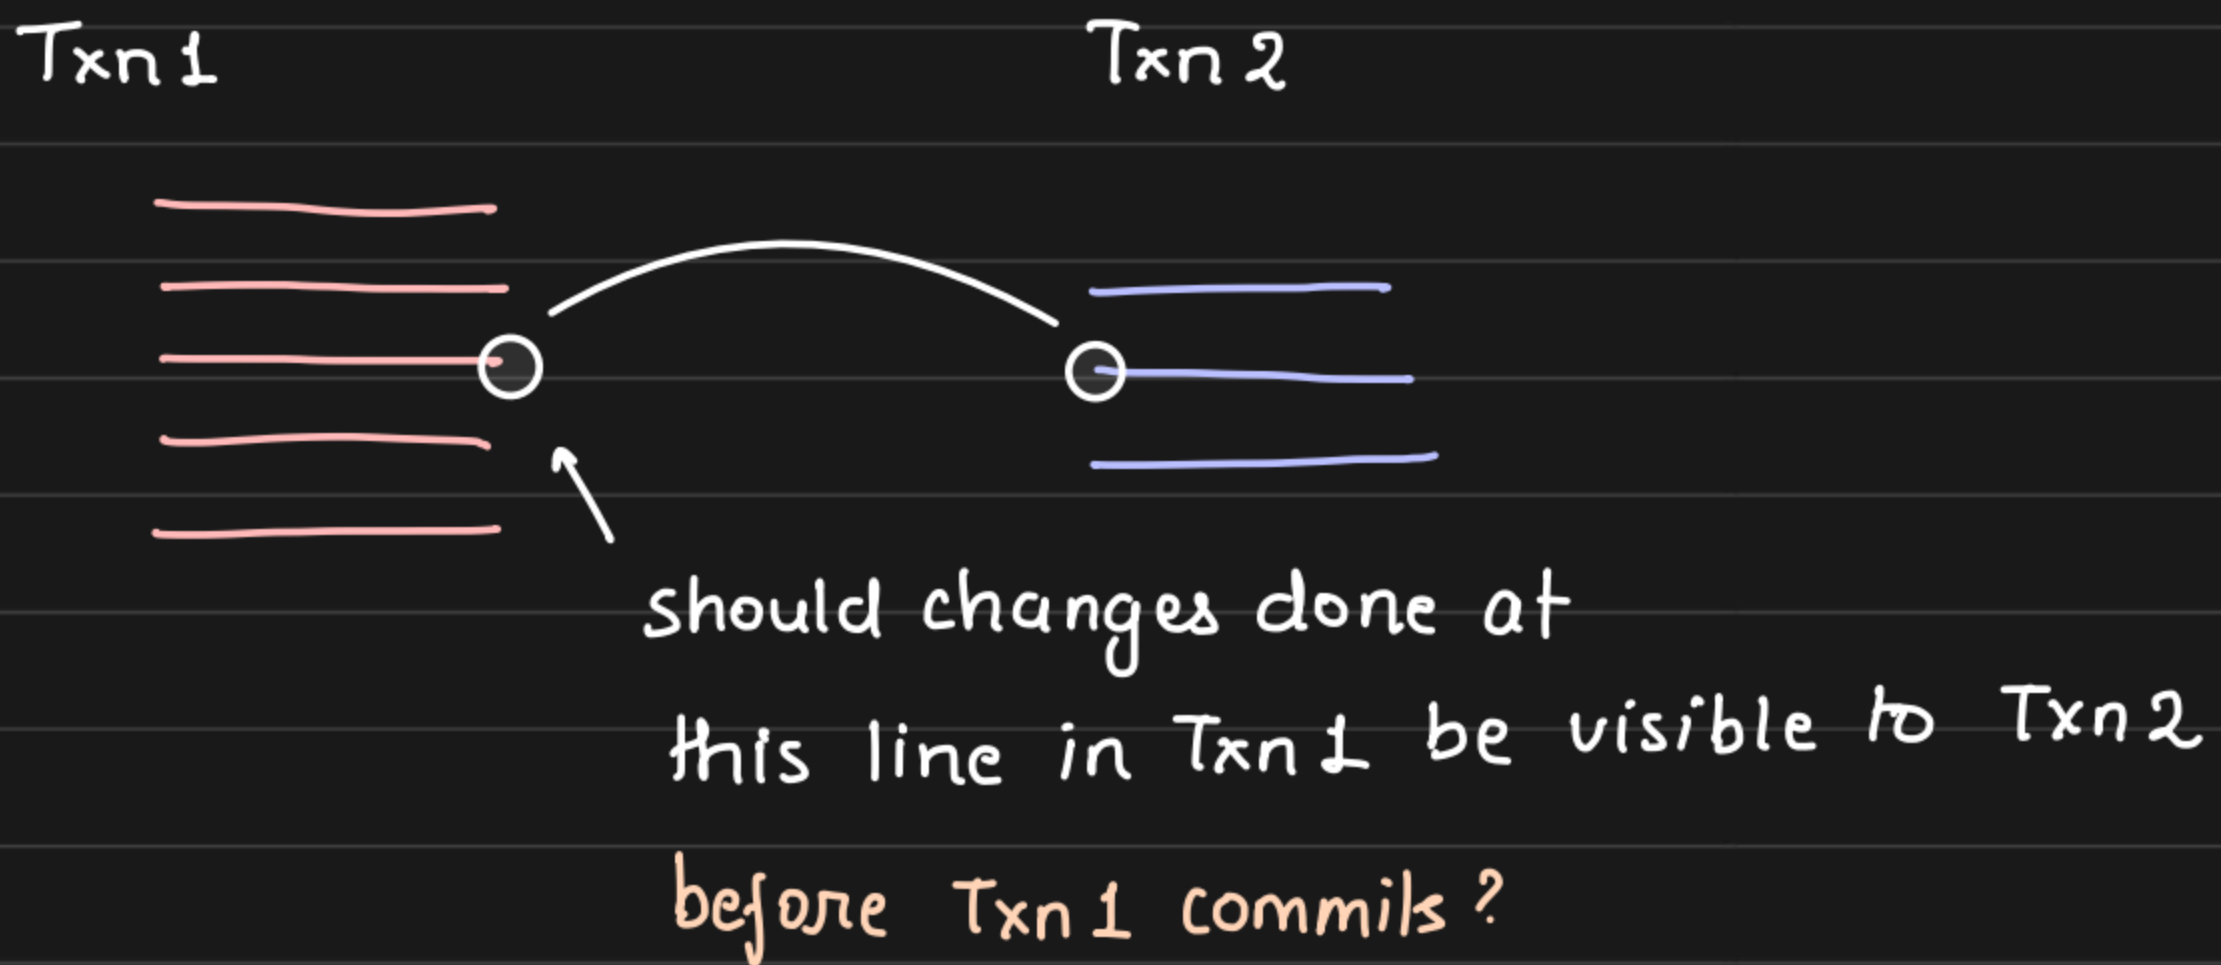 Txn 1
Txn 2
should changes done at
this line in Txn 1 be visible to Txn 2
before Txn 1 commits?